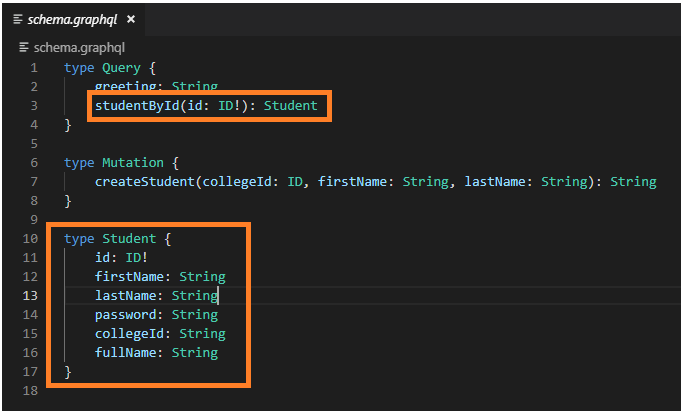 schema.graphql ×
schema.graphql
1 type Query {
2 greeting: String
3 studentById(id: ID!): Student
4 }
5
6 type Mutation {
7 createStudent(collegeId: ID, firstName: String, lastName: String): String
8 }
9
10 type Student {
11 id: ID!
12 firstName: String
13 lastName: String
14 password: String
15 collegeId: String
16 fullName: String
17 }
18